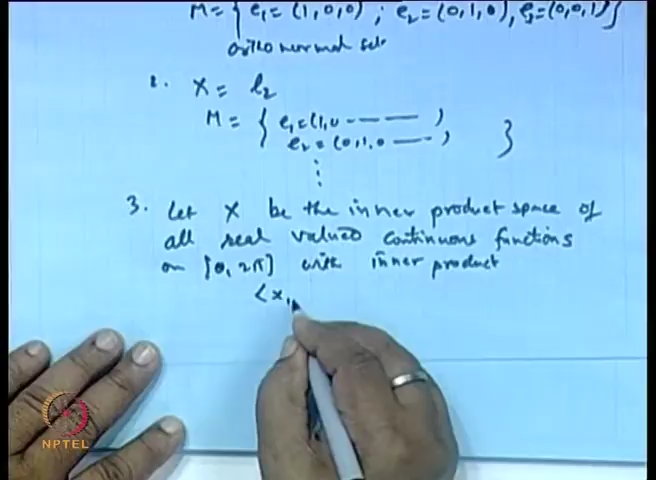 M = { e₁ = (1,0,0) ; e₂ = (0,1,0), e₃ = (0,0,1) }
orthonormal set
2. X = l₂
M = { e₁ = (1,0 ----- )
e₂ = (0,1,0 ---- ) }
⋮
3. Let X be the inner product space of
all real valued continuous functions
on [0, 2π] with inner product
<x,
NPTEL